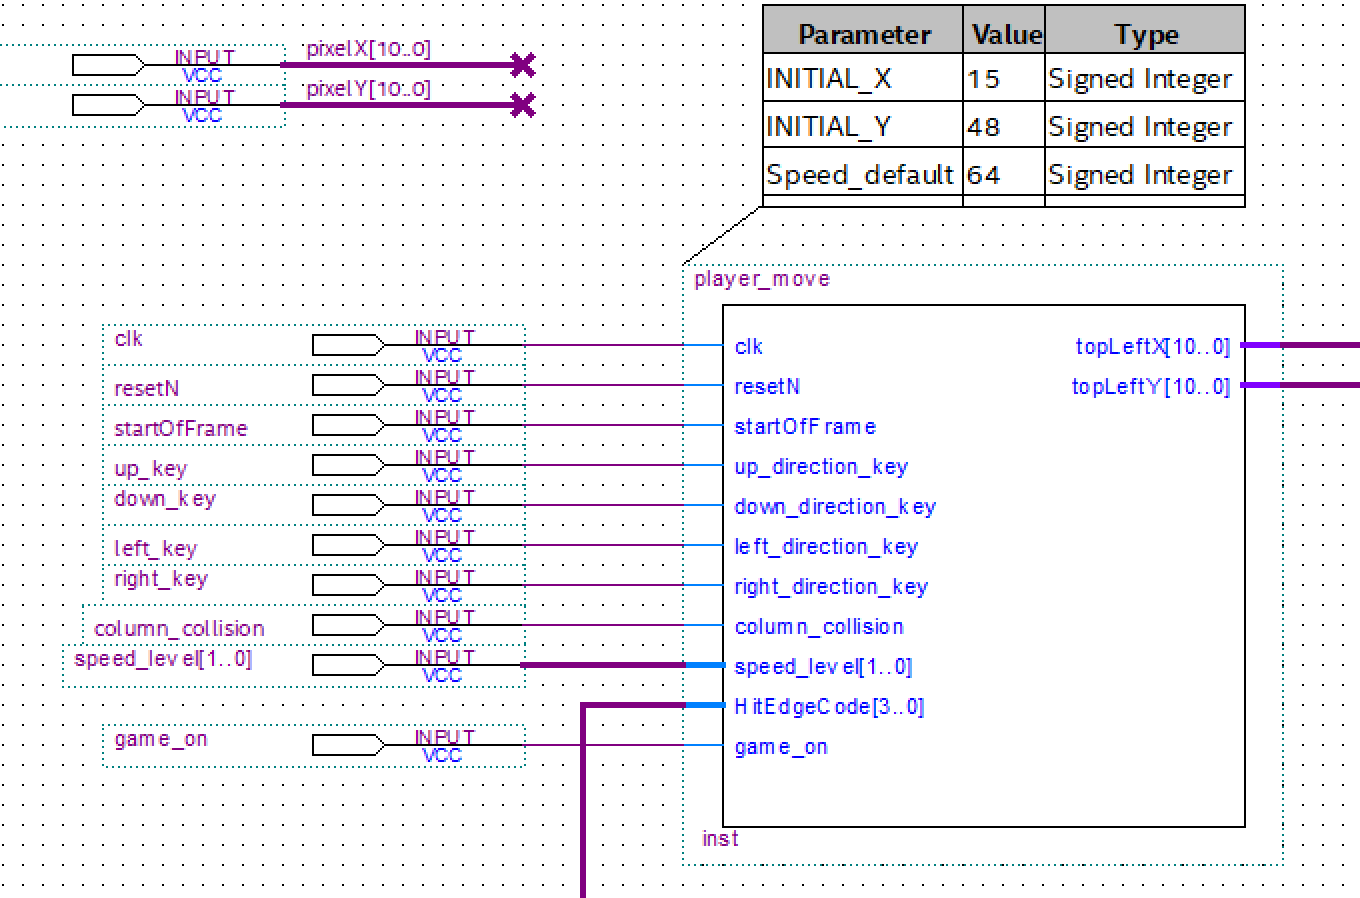 INPUT
VCC
pixelX[10..0]
INPUT
VCC
pixelY[10..0]
Parameter Value Type
INITIAL_X 15 Signed Integer
INITIAL_Y 48 Signed Integer
Speed_default 64 Signed Integer
player_move
clk INPUT
VCC
resetN INPUT
VCC
startOfFrame INPUT
VCC
up_key INPUT
VCC
down_key INPUT
VCC
left_key INPUT
VCC
right_key INPUT
VCC
column_collision INPUT
VCC
speed_level[1..0] INPUT
VCC
game_on INPUT
VCC
clk topLeftX[10..0]
resetN topLeftY[10..0]
startOfFrame
up_direction_key
down_direction_key
left_direction_key
right_direction_key
column_collision
speed_level[1..0]
HitEdgeCode[3..0]
game_on
inst